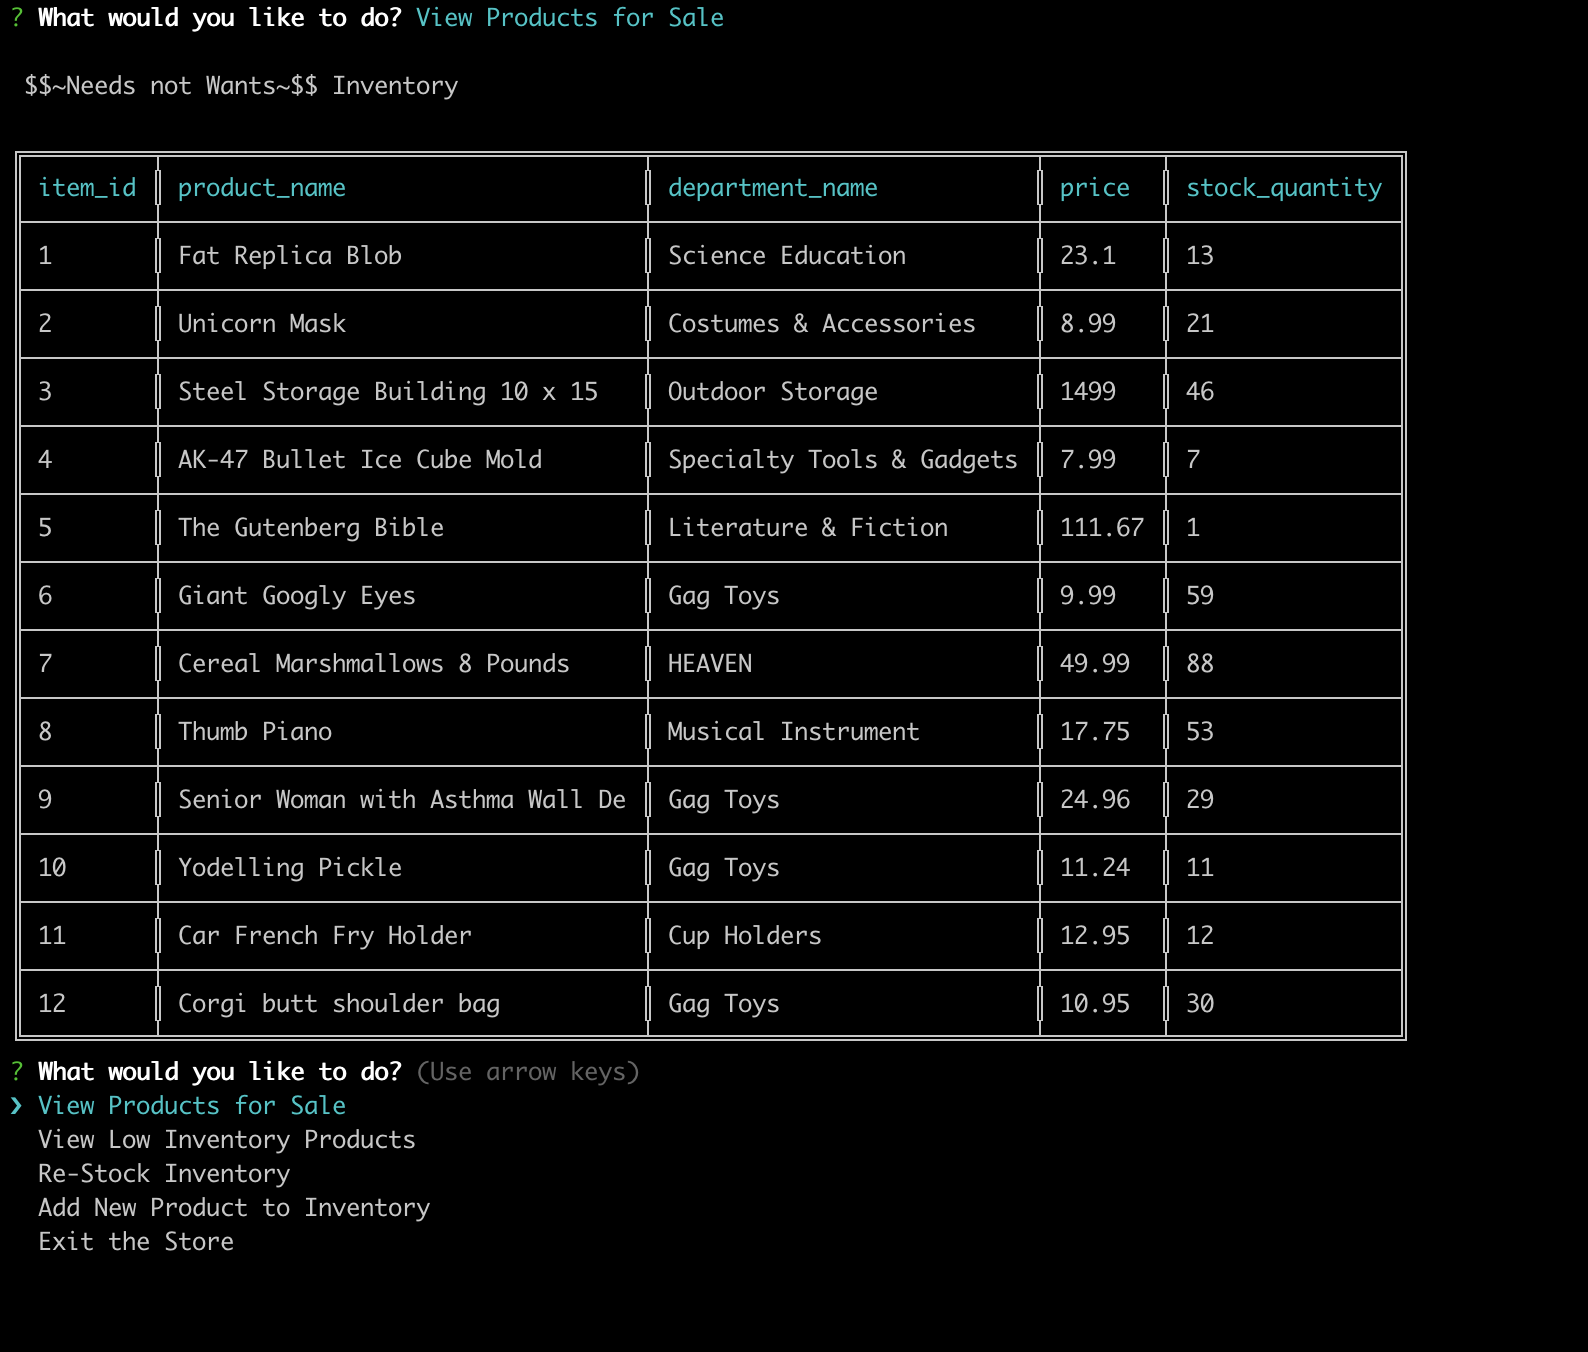 ? What would you like to do? View Products for Sale
$$~Needs not Wants~$$ Inventory
item_id product_name department_name price stock_quantity
1 Fat Replica Blob Science Education 23.1 13
2 Unicorn Mask Costumes & Accessories 8.99 21
3 Steel Storage Building 10 x 15 Outdoor Storage 1499 46
4 AK-47 Bullet Ice Cube Mold Specialty Tools & Gadgets 7.99 7
5 The Gutenberg Bible Literature & Fiction 111.67 1
6 Giant Googly Eyes Gag Toys 9.99 59
7 Cereal Marshmallows 8 Pounds HEAVEN 49.99 88
8 Thumb Piano Musical Instrument 17.75 53
9 Senior Woman with Asthma Wall De Gag Toys 24.96 29
10 Yodelling Pickle Gag Toys 11.24 11
11 Car French Fry Holder Cup Holders 12.95 12
12 Corgi butt shoulder bag Gag Toys 10.95 30
? What would you like to do? (Use arrow keys)
❯ View Products for Sale
View Low Inventory Products
Re-Stock Inventory
Add New Product to Inventory
Exit the Store